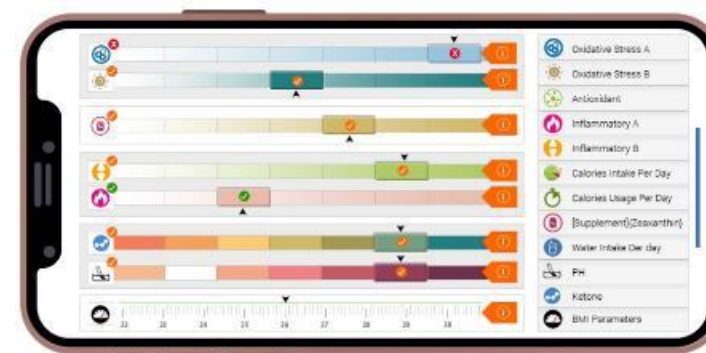 22 23 24 25 26 27 28 29 30
Oxidative Stress A
Oxidative Stress B
Antioxidant
Inflammatory A
Inflammatory B
Calories Intake Per Day
Calories Usage Per Day
[Supplement](Zeaxanthin)
Water Intake Der day
PH
Ketone
BMI Parameters